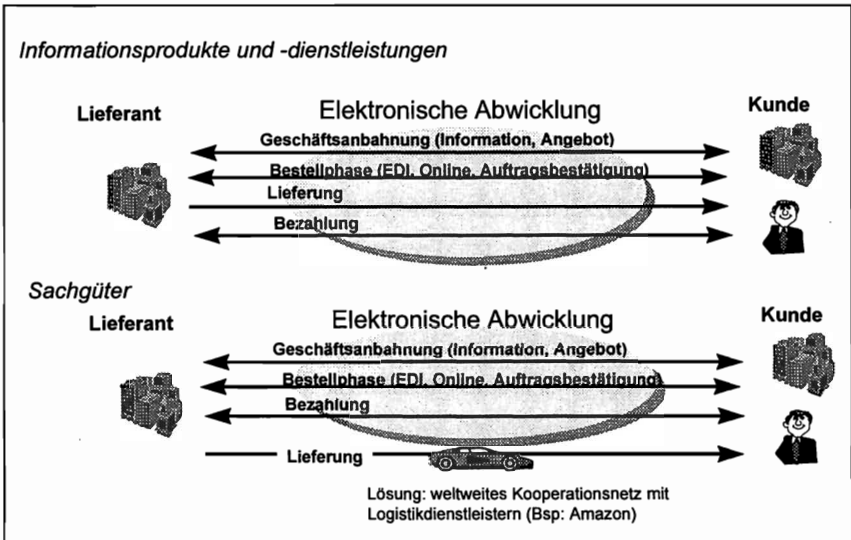 Informationsprodukte und -dienstleistungen
Lieferant
Elektronische Abwicklung
Kunde
Geschäftsanbahnung (Information, Angebot)
Bestellphase (EDI, Online, Auftragsbestätigung)
Lieferung
Bezahlung
Sachgüter
Lieferant
Elektronische Abwicklung
Kunde
Geschäftsanbahnung (Information, Angebot)
Bestellphase (EDI, Online, Auftragsbestätigung)
Bezahlung
Lieferung
Lösung: weltweites Kooperationsnetz mit
Logistikdienstleistern (Bsp: Amazon)